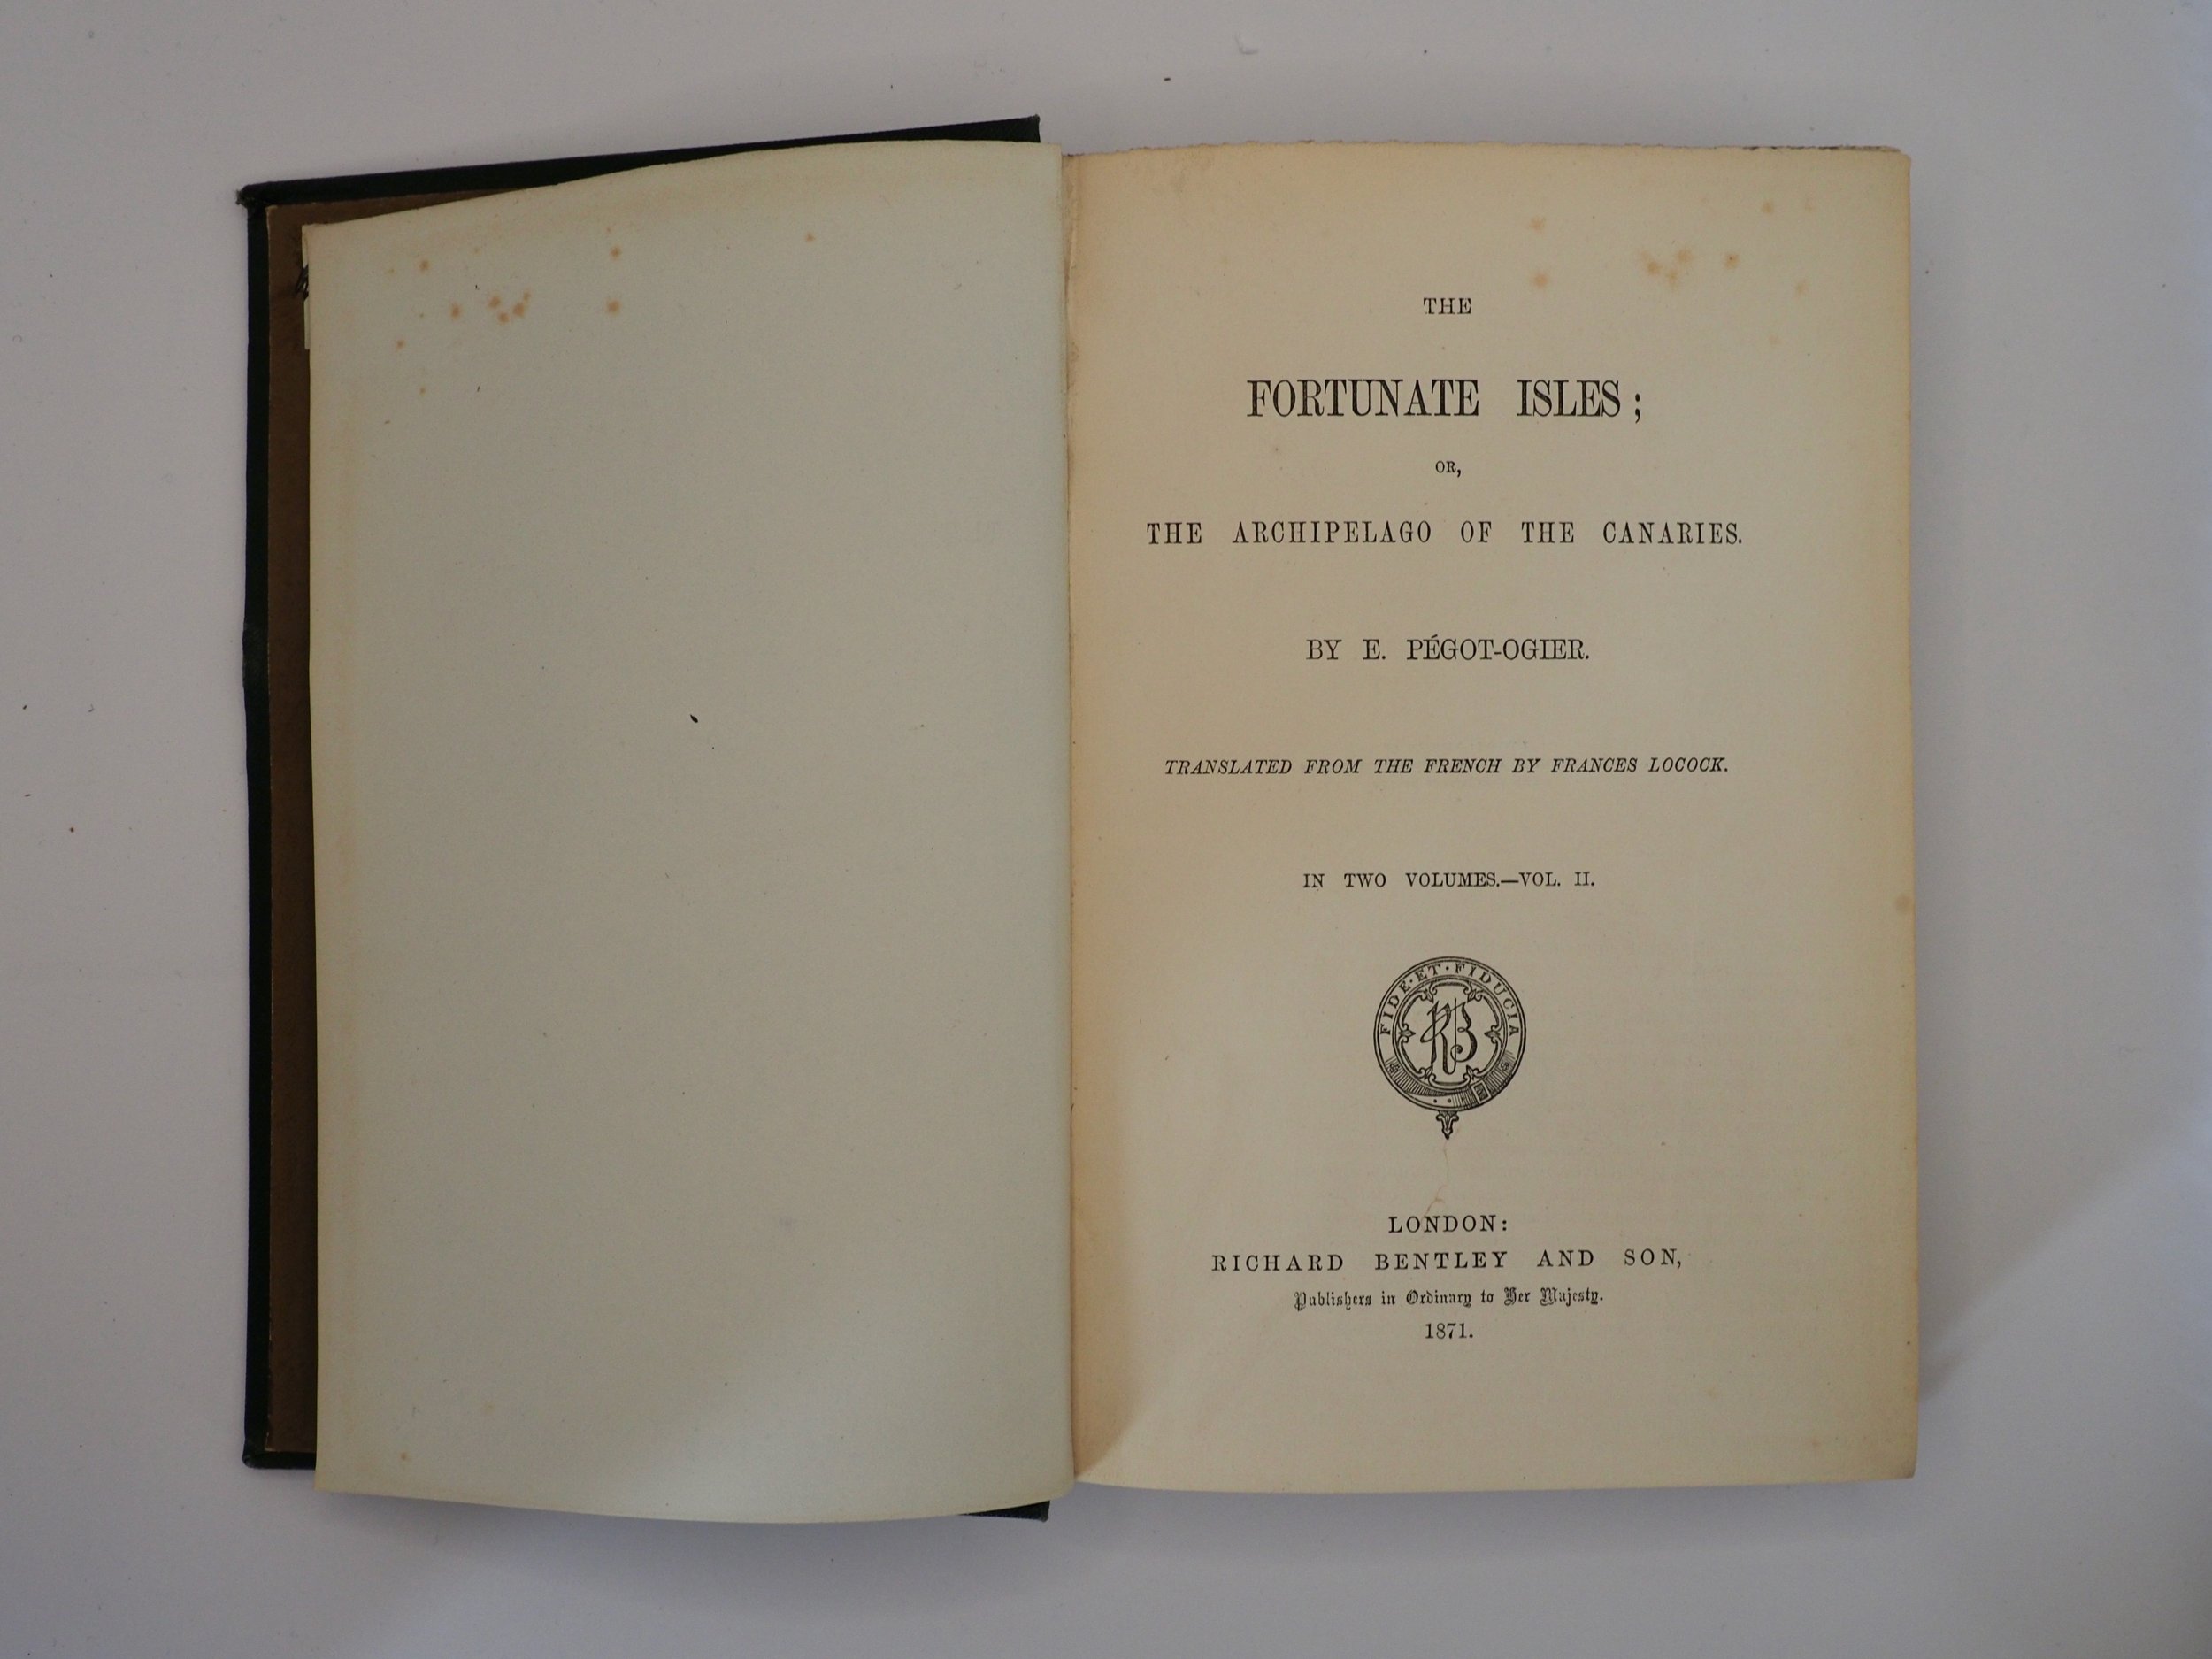 THE
FORTUNATE ISLES;
OR,
THE ARCHIPELAGO OF THE CANARIES.
BY E. PÉGOT-OGIER.
TRANSLATED FROM THE FRENCH BY FRANCES LOCOCK.
IN TWO VOLUMES.—VOL. II.
FIDE·ET·FIDUCIA
RB
LONDON:
RICHARD BENTLEY AND SON,
Publishers in Ordinary to Her Majesty.
1871.